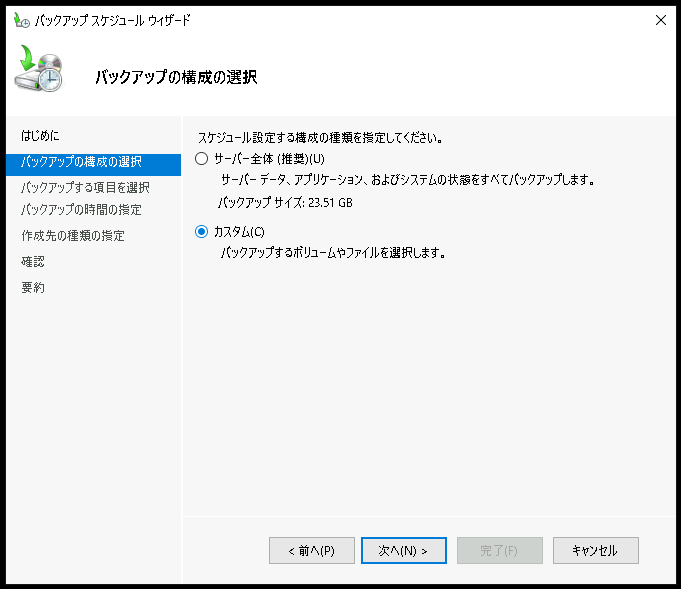 バックアップ スケジュール ウィザード
バックアップの構成の選択
はじめに
バックアップの構成の選択
バックアップする項目を選択
バックアップの時間の指定
作成先の種類の指定
確認
要約
スケジュール設定する構成の種類を指定してください。
サーバー全体 (推奨)(U)
サーバー データ、アプリケーション、およびシステムの状態をすべてバックアップします。
バックアップ サイズ: 23.51 GB
カスタム(C)
バックアップするボリュームやファイルを選択します。
< 前へ(P)
次へ(N) >
完了(F)
キャンセル